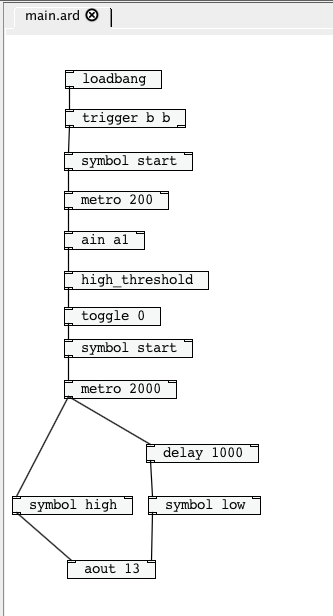 main.ard
loadbang
trigger b b
symbol start
metro 200
ain a1
high_threshold
toggle 0
symbol start
metro 2000
delay 1000
symbol high
symbol low
aout 13